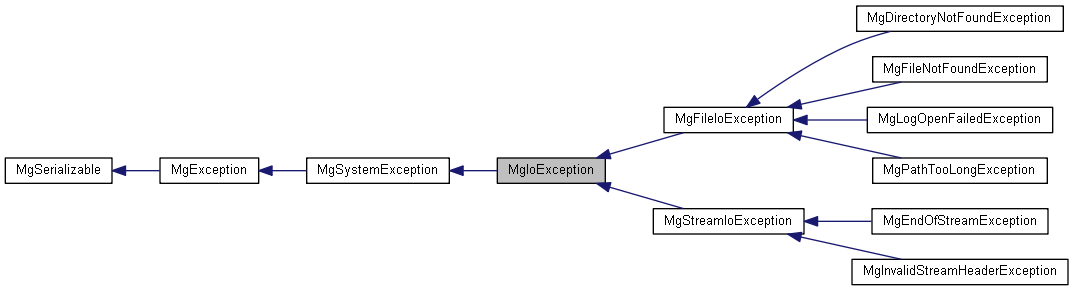 MgDirectoryNotFoundException
MgFileNotFoundException
MgFileIoException
MgLogOpenFailedException
MgSerializable
MgException
MgSystemException
MgIoException
MgPathTooLongException
MgStreamIoException
MgEndOfStreamException
MgInvalidStreamHeaderException